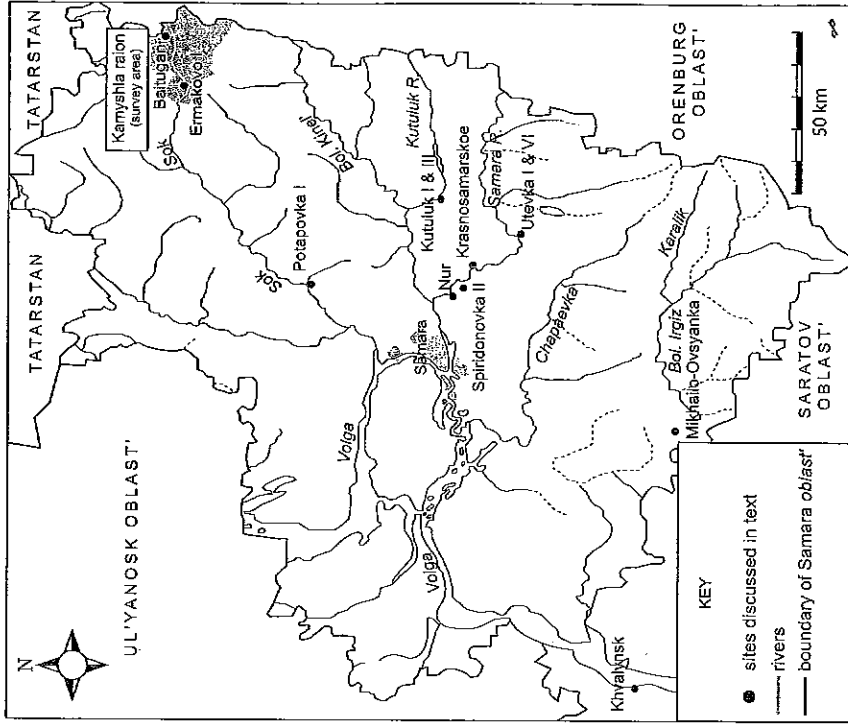 TATARSTAN
TATARSTAN
Kamyshla raion
(survey area)
Baitugan
Ermakovo II
Sok
N
UL'YANOSK OBLAST'
Sok
Potapovka I
Bol. Kinel'
Kutuluk R.
Kutuluk I & III
Krasnosamarskoe
Samara R.
Utevka I & VI
ORENBURG
OBLAST'
Volga
Samara
Nur
Spiridonovka II
Volga
Chapaevka
Karalik
Bol. Irgiz
Mikhailo-Ovsyanka
SARATOV
OBLAST'
Khvalynsk
KEY
sites discussed in text
rivers
boundary of Samara oblast'
50 km